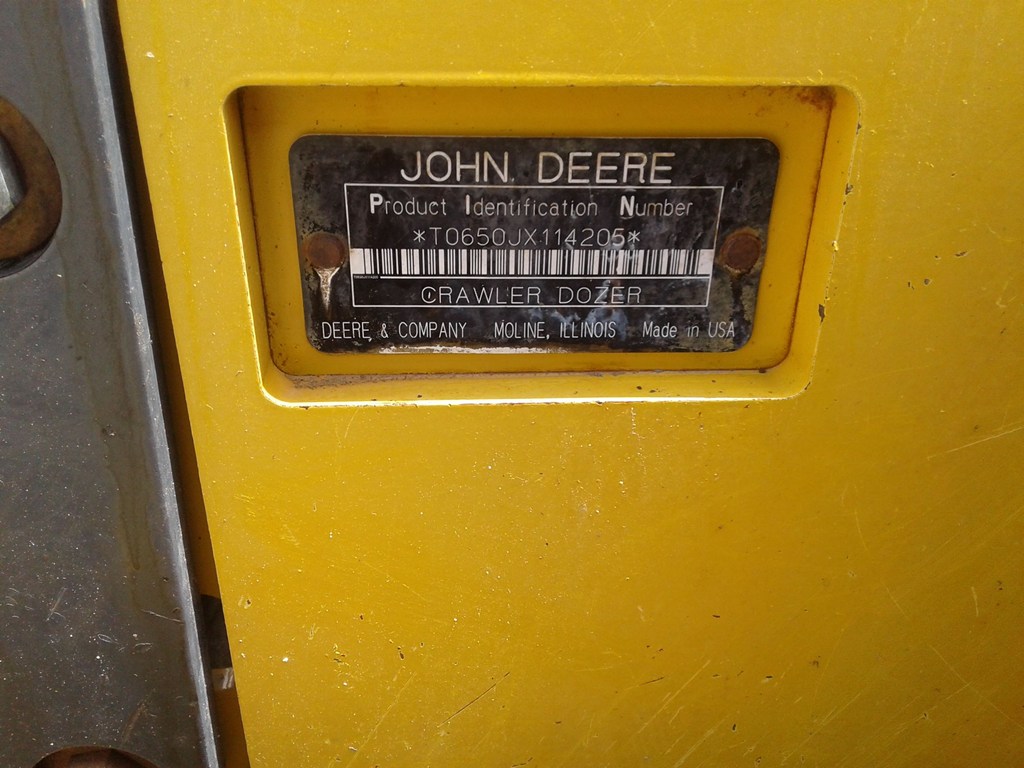 JOHN DEERE
Product Identification Number
*T0650JX114205*
CRAWLER DOZER
DEERE & COMPANY MOLINE, ILLINOIS Made in USA